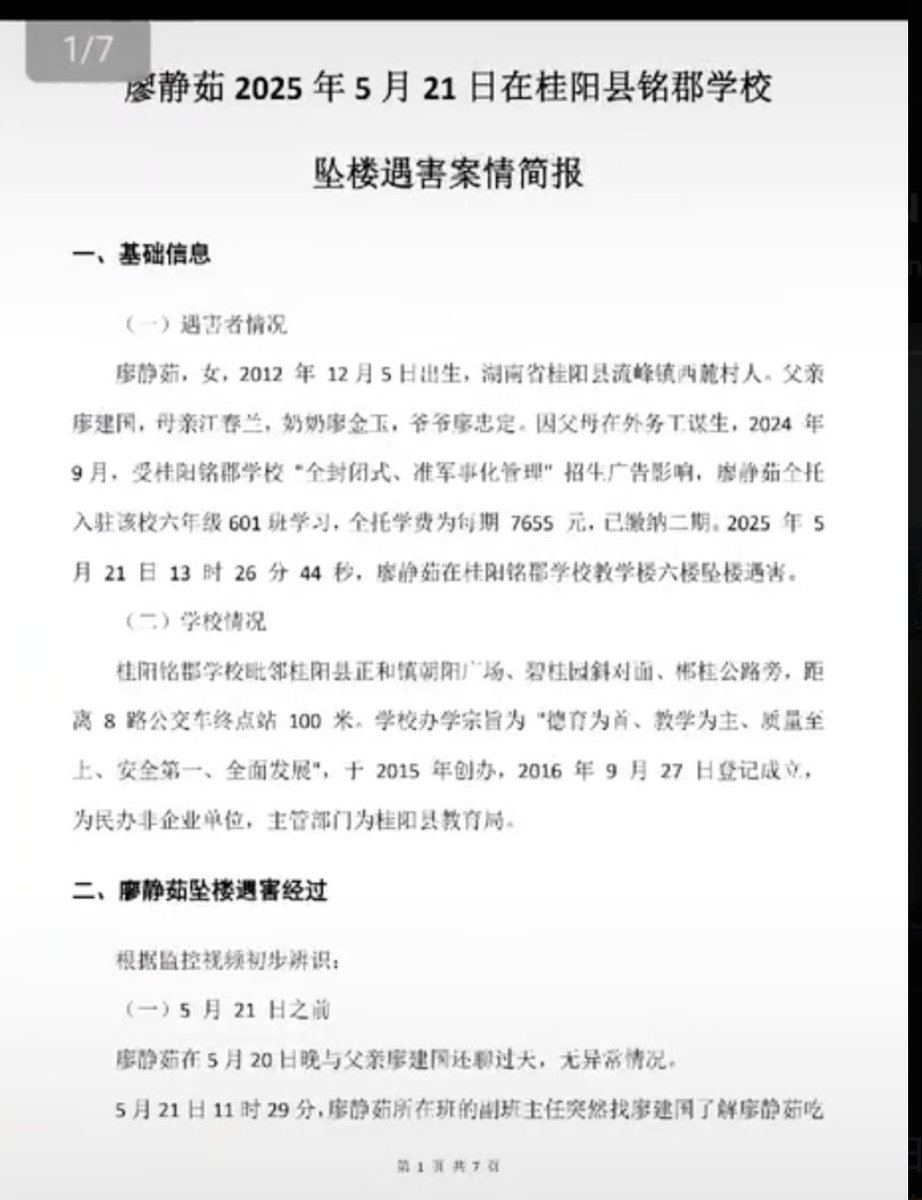 1/7
廖静茹 2025 年 5 月 21 日在桂阳县铭郡学校
坠楼遇害案情简报
一、基础信息
（一）遇害者情况
廖静茹，女，2012 年 12 月 5 日出生，湖南省桂阳县流峰镇西麓村人。父亲
廖建国，母亲江春兰，奶奶廖金玉，爷爷廖忠定。因父母在外务工谋生，2024 年
9 月，受桂阳铭郡学校 "全封闭式、准军事化管理" 招生广告影响，廖静茹全托
入驻该校六年级 601 班学习，全托学费为每期 7655 元，已缴纳二期。2025 年 5
月 21 日 13 时 26 分 44 秒，廖静茹在桂阳铭郡学校教学楼六楼坠楼遇害。
（二）学校情况
桂阳铭郡学校毗邻桂阳县正和镇朝阳广场、碧桂园斜对面、郴桂公路旁，距
离 8 路公交车终点站 100 米。学校办学宗旨为 "德育为首、教学为主、质量至
上、安全第一、全面发展"，于 2015 年创办，2016 年 9 月 27 日登记成立，
为民办非企业单位，主管部门为桂阳县教育局。
二、廖静茹坠楼遇害经过
根据监控视频初步辨识：
（一）5 月 21 日之前
廖静茹在 5 月 20 日晚与父亲廖建国还聊过天，无异常情况。
5 月 21 日 11 时 29 分，廖静茹所在班的副班主任突然找廖建国了解廖静茹吃
第 1 页 共 7 页